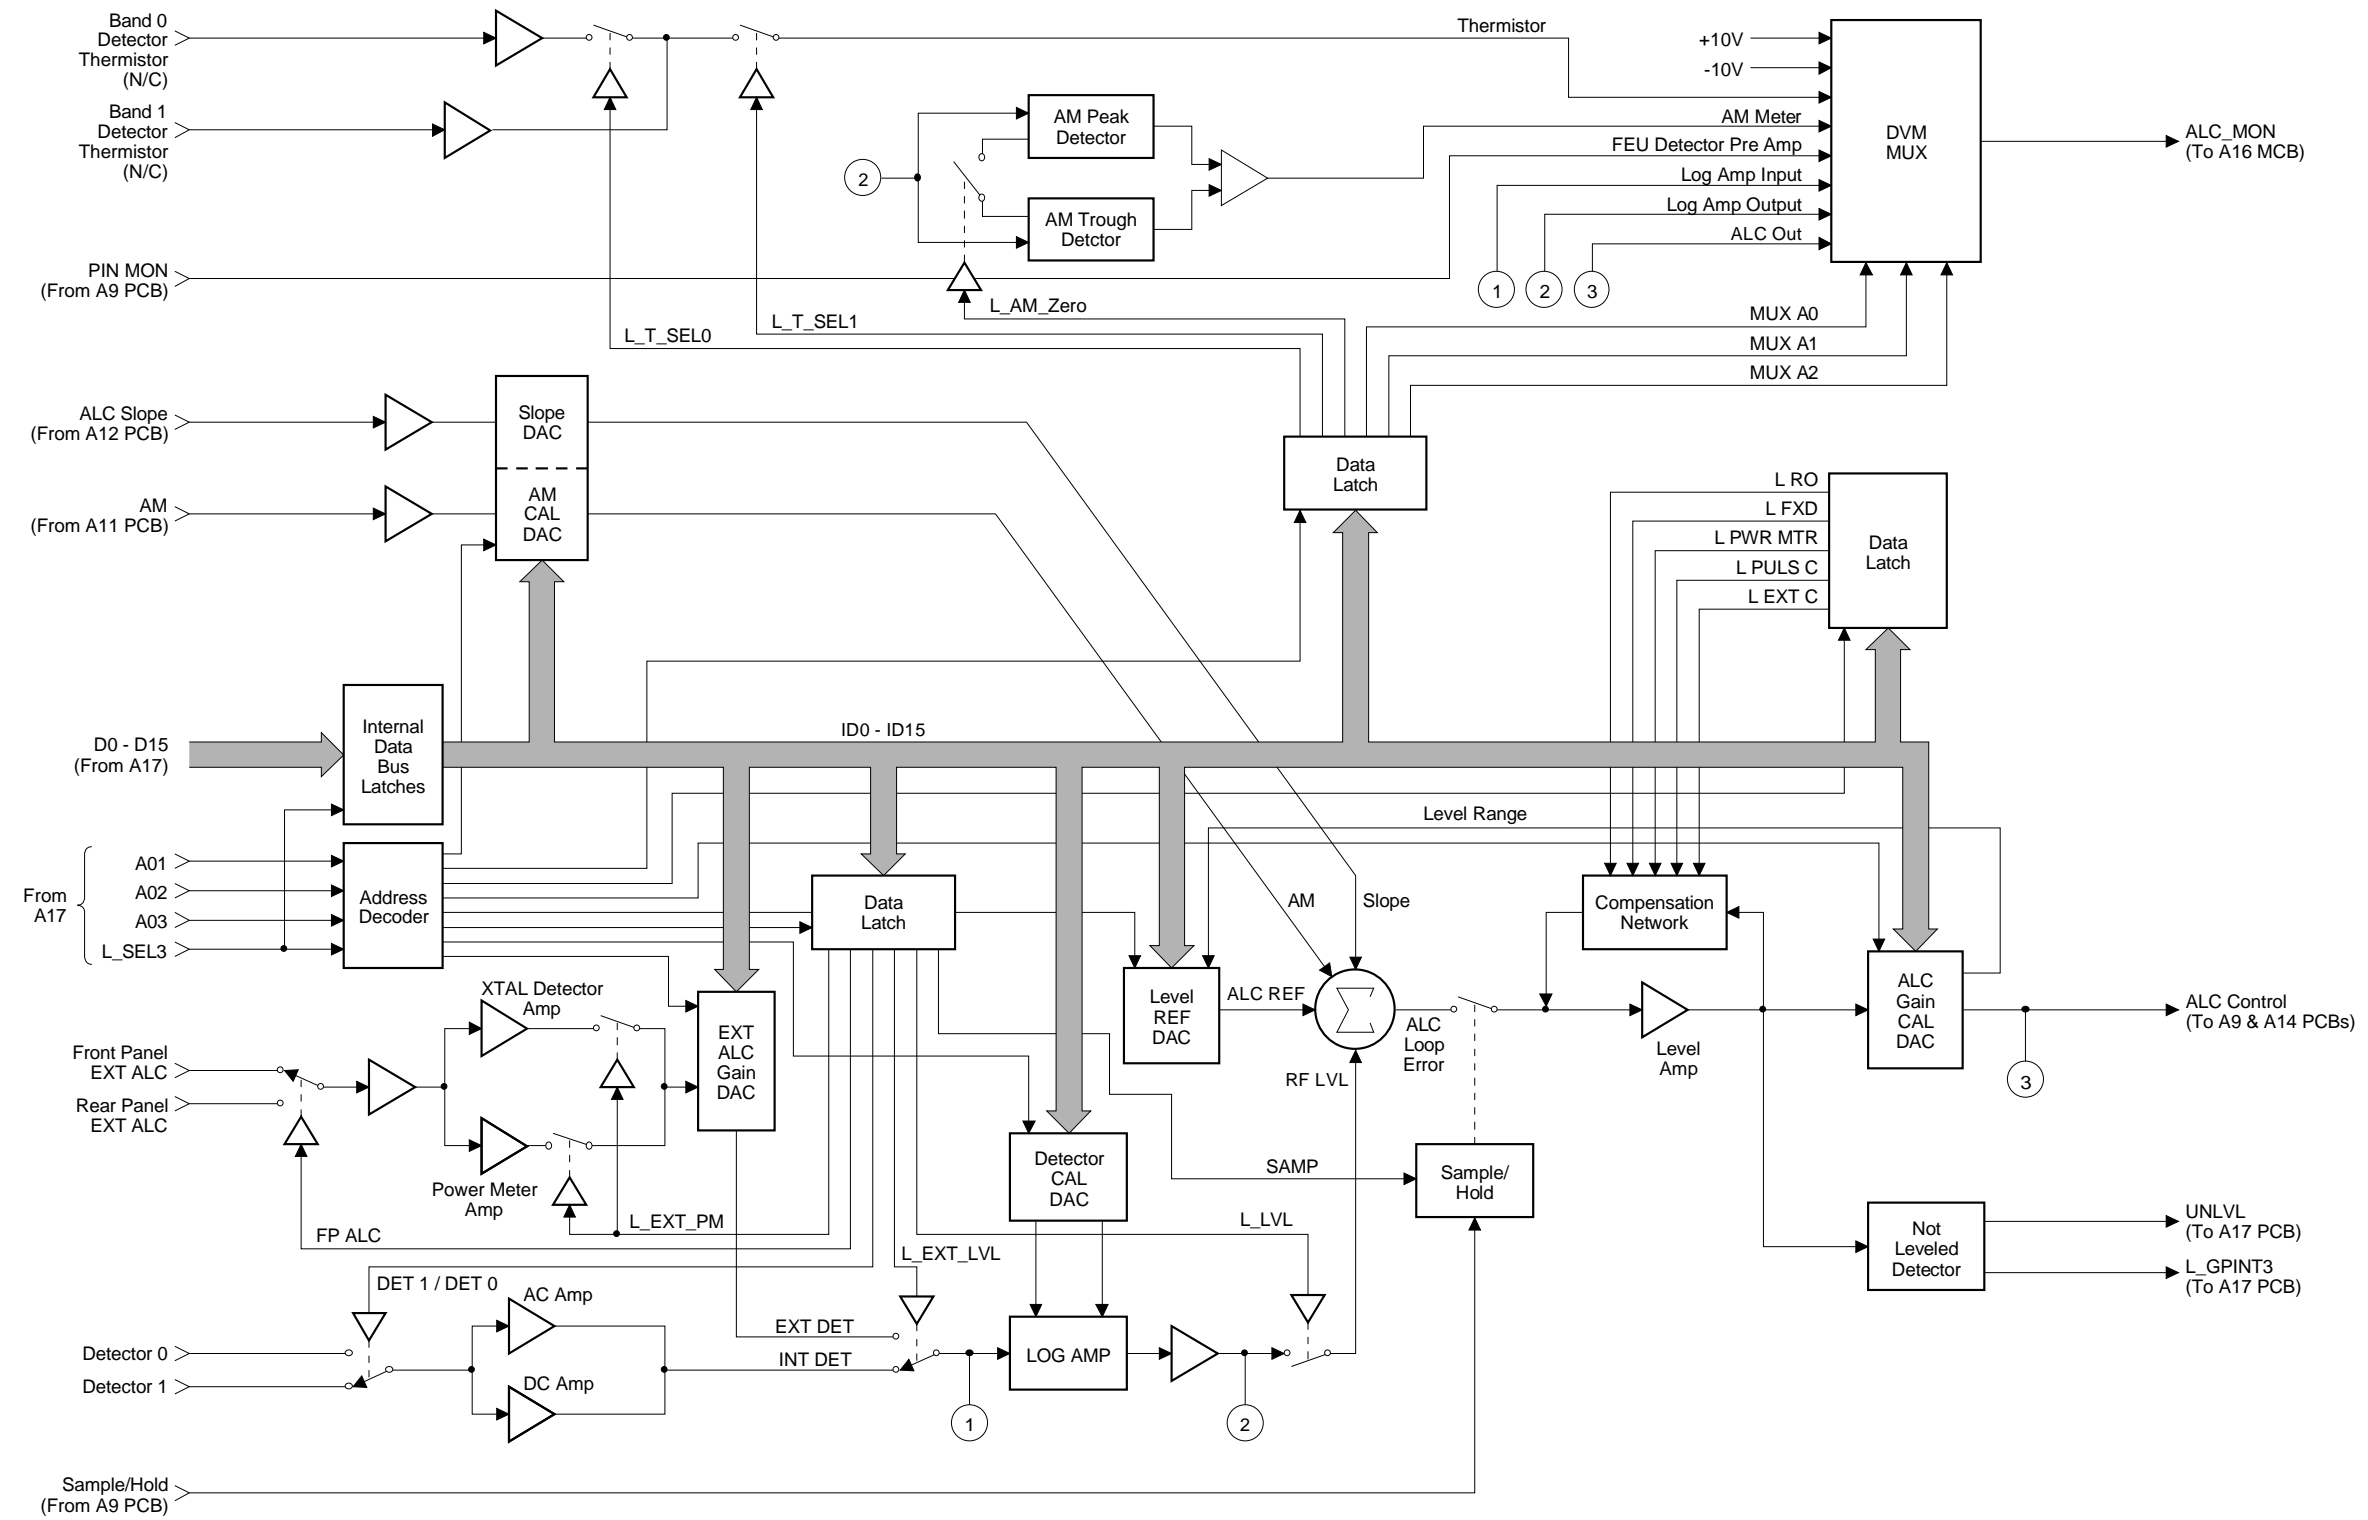 Band 0
Detector
Thermistor
(N/C)
Band 1
Detector
Thermistor
(N/C)
Thermistor
+10V
-10V
AM Meter
FEU Detector Pre Amp
Log Amp Input
Log Amp Output
ALC Out
DVM
MUX
ALC_MON
(To A16 MCB)
AM Peak
Detector
2
AM Trough
Detctor
PIN MON
(From A9 PCB)
1
2
3
L_AM_Zero
L_T_SEL1
L_T_SEL0
MUX A0
MUX A1
MUX A2
ALC Slope
(From A12 PCB)
Slope
DAC
AM
(From A11 PCB)
AM
CAL
DAC
Data
Latch
L RO
L FXD
L PWR MTR
L PULS C
L EXT C
Data
Latch
D0 - D15
(From A17)
Internal
Data
Bus
Latches
ID0 - ID15
Level Range
From
A17
A01
A02
A03
L_SEL3
Address
Decoder
Data
Latch
AM
Slope
Compensation
Network
XTAL Detector
Amp
EXT
ALC
Gain
DAC
Level
REF
DAC
ALC REF
ALC
Loop
Error
Level
Amp
ALC
Gain
CAL
DAC
ALC Control
(To A9 & A14 PCBs)
3
Front Panel
EXT ALC
Rear Panel
EXT ALC
RF LVL
Power Meter
Amp
Detector
CAL
DAC
SAMP
Sample/
Hold
FP ALC
L_EXT_PM
L_EXT_LVL
L_LVL
Not
Leveled
Detector
UNLVL
(To A17 PCB)
L_GPINT3
(To A17 PCB)
DET 1 / DET 0
AC Amp
EXT DET
INT DET
Detector 0
Detector 1
DC Amp
LOG AMP
1
2
Sample/Hold
(From A9 PCB)